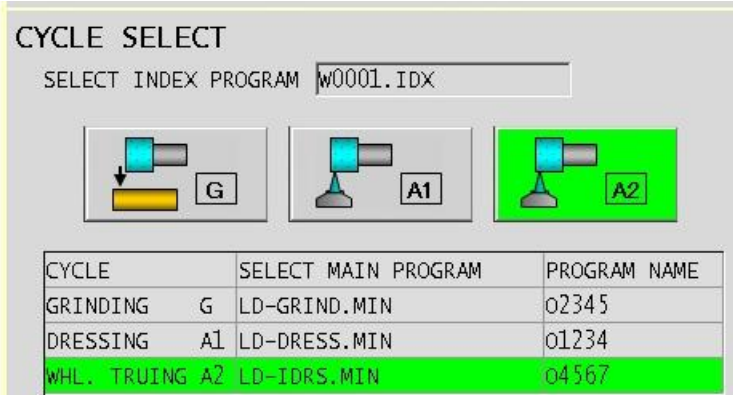 CYCLE SELECT
SELECT INDEX PROGRAM W0001.IDX
G A1 A2
CYCLE SELECT MAIN PROGRAM PROGRAM NAME
GRINDING G LD-GRIND.MIN O2345
DRESSING A1 LD-DRESS.MIN O1234
WHL. TRUING A2 LD-IDRS.MIN O4567